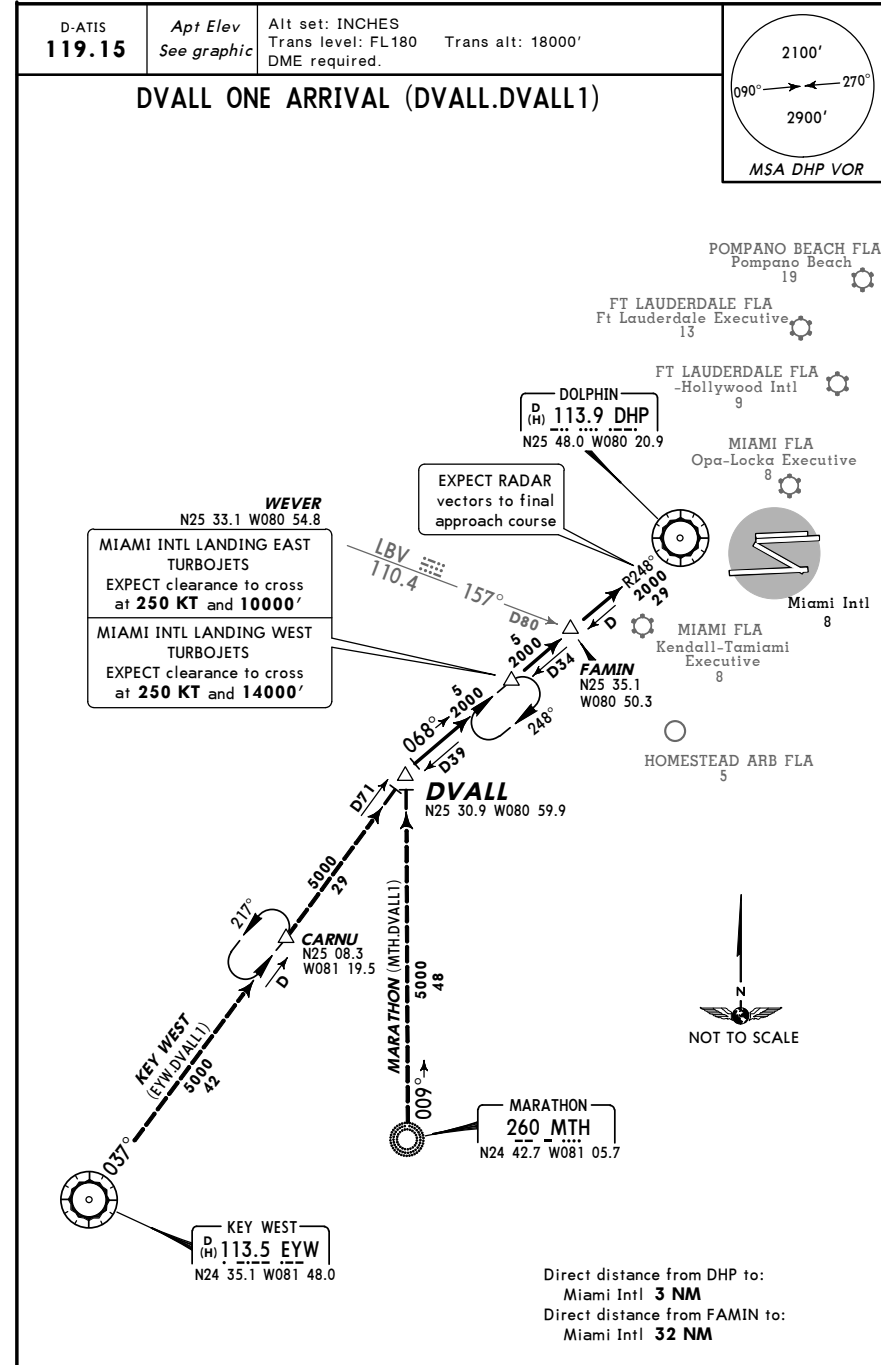 D-ATIS
119.15
Apt Elev
See graphic
Alt set: INCHES
Trans level: FL180 Trans alt: 18000'
DME required.
2100'
090°
270°
2900'
MSA DHP VOR
DVALL ONE ARRIVAL (DVALL.DVALL1)
POMPANO BEACH FLA
Pompano Beach
19
FT LAUDERDALE FLA
Ft Lauderdale Executive
13
FT LAUDERDALE FLA
-Hollywood Intl
9
DOLPHIN
D
(H) 113.9 DHP
N25 48.0 W080 20.9
MIAMI FLA
Opa-Locka Executive
8
EXPECT RADAR
vectors to final
approach course
WEVER
N25 33.1 W080 54.8
MIAMI INTL LANDING EAST
TURBOJETS
EXPECT clearance to cross
at 250 KT and 10000'
MIAMI INTL LANDING WEST
TURBOJETS
EXPECT clearance to cross
at 250 KT and 14000'
LBV
110.4
157°
D80
R248°
2000
29
D
Miami Intl
8
MIAMI FLA
Kendall-Tamiami
Executive
8
5
2000
D34
FAMIN
N25 35.1
W080 50.3
248°
068°
5
2000
D39
HOMESTEAD ARB FLA
5
DVALL
N25 30.9 W080 59.9
D71
5000
29
217°
CARNU
N25 08.3
W081 19.5
D
KEY WEST
(EYW.DVALL1)
5000
42
037°
MARATHON (MTH.DVALL1)
5000
48
009°
N
NOT TO SCALE
MARATHON
260 MTH
N24 42.7 W081 05.7
KEY WEST
D
(H) 113.5 EYW
N24 35.1 W081 48.0
Direct distance from DHP to:
Miami Intl 3 NM
Direct distance from FAMIN to:
Miami Intl 32 NM